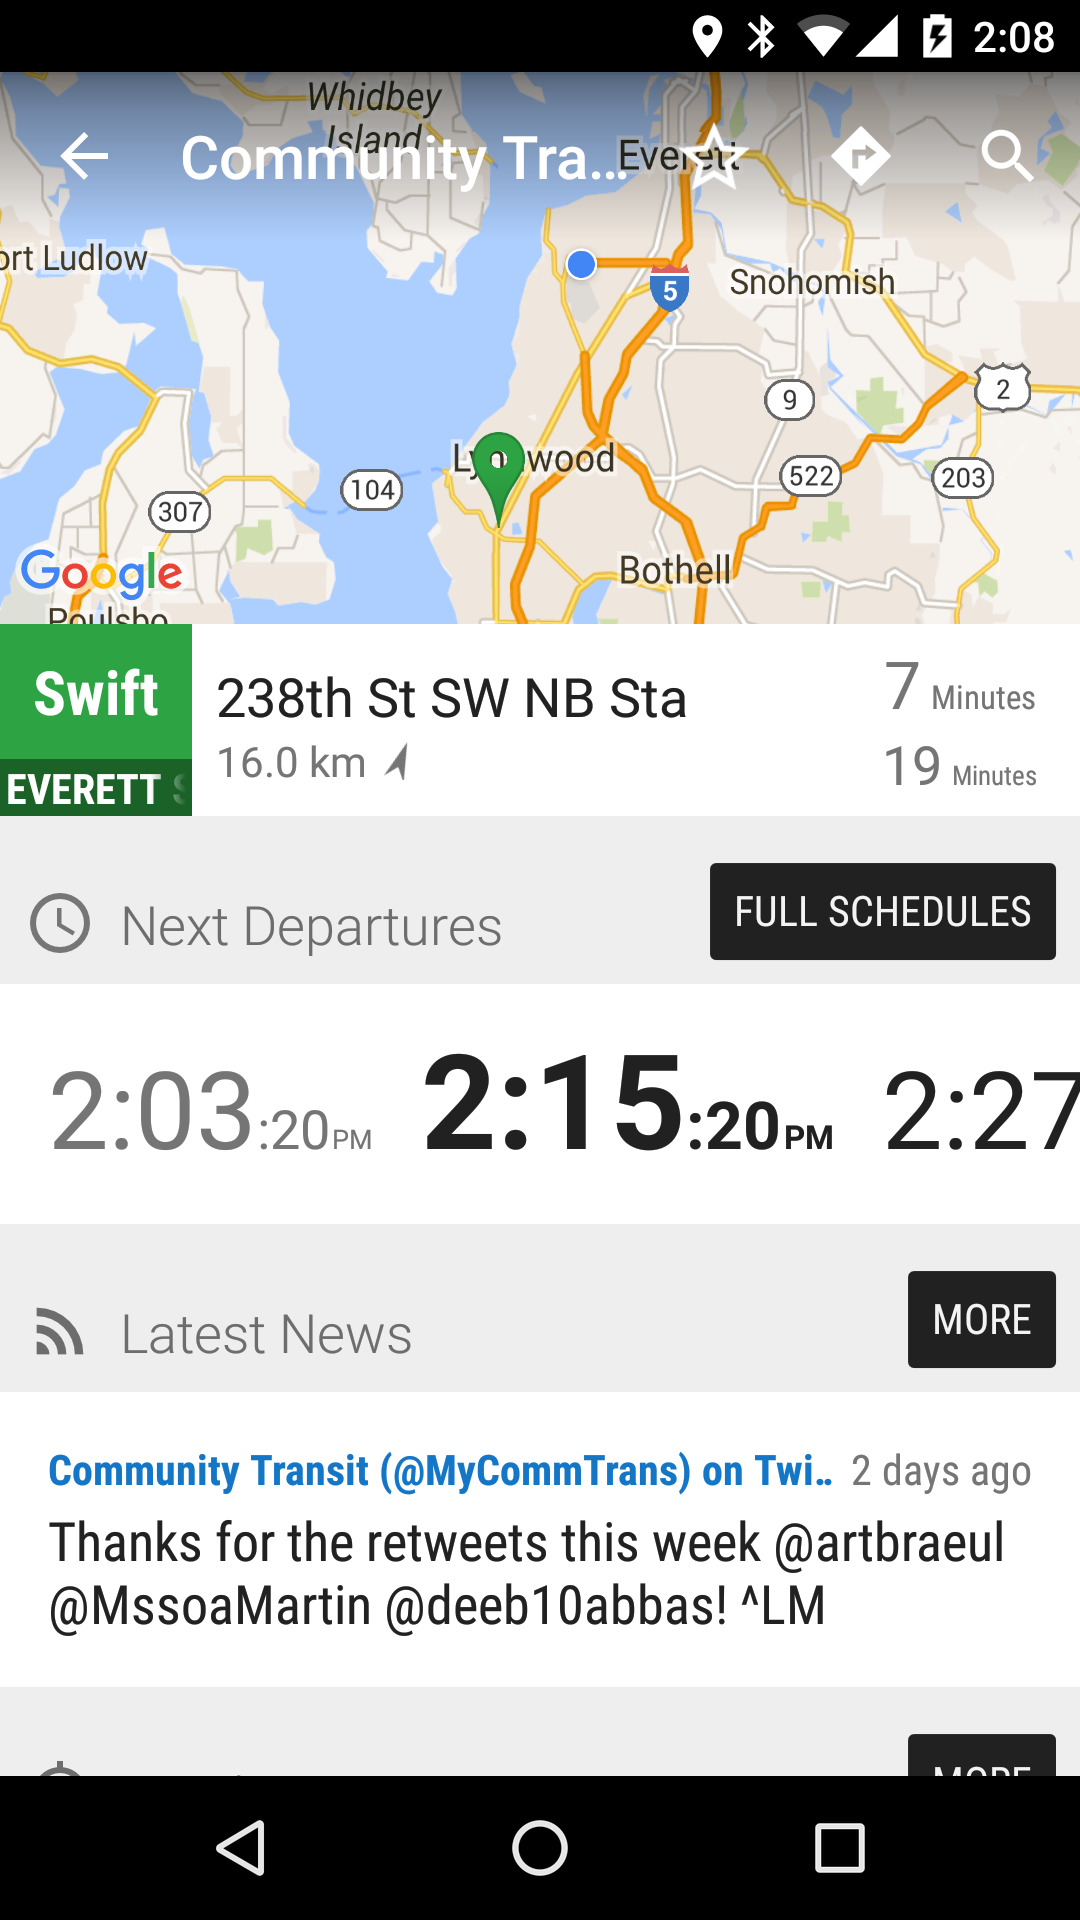 2:08
Whidbey
Island
Community Tra...
Everett
ort Ludlow
5
Snohomish
9
2
Lynnwood
104
522
203
307
Bothell
Google
Poulsbo
Swift
238th St SW NB Sta
7 Minutes
16.0 km
19 Minutes
EVERETT
Next Departures
FULL SCHEDULES
2:03:20PM 2:15:20PM 2:27
Latest News
MORE
Community Transit (@MyCommTrans) on Twi... 2 days ago
Thanks for the retweets this week @artbraeul
@MssoaMartin @deeb10abbas! ^LM
MORE